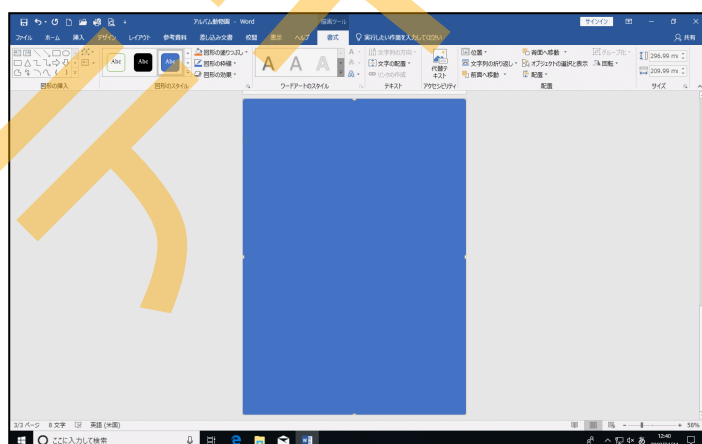 アルバム動物園 - Word
描画ツール
サインイン
ファイル ホーム 挿入 デザイン レイアウト 参考資料 差し込み文書 校閲 表示 ヘルプ 書式 実行したい作業を入力してください 共有
Abc Abc Abc
図形の塗りつぶし
図形の枠線
図形の効果
A A A
文字列の方向
文字の配置
リンクの作成
代替テ
キスト
位置
文字列の折り返し
前面へ移動
背面へ移動
オブジェクトの選択と表示
配置
グループ化
回転
296.99 mi
209.99 mi
図形の挿入 図形のスタイル ワードアートのスタイル テキスト アクセシビリティ 配置 サイズ
3/3 ページ 8 文字 英語 (米国) 50%
ここに入力して検索
あ
12:40